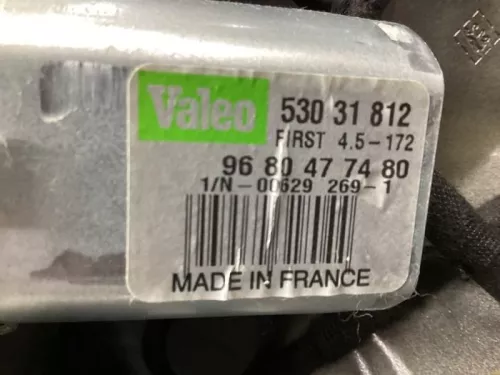 Valeo 530 31 812
FIRST 4.5-172
96 80 47 74 80
1/N-00629 269-1
MADE IN FRANCE